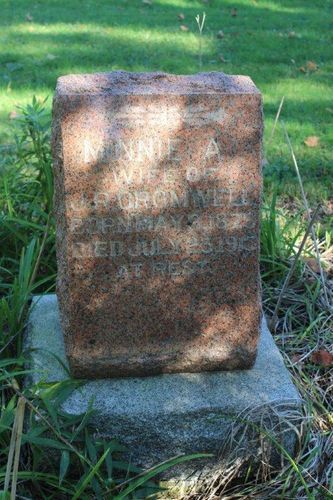 MINNIE A
WIFE OF
CROMWELL
BORN MAY
DIED JULY
AT REST